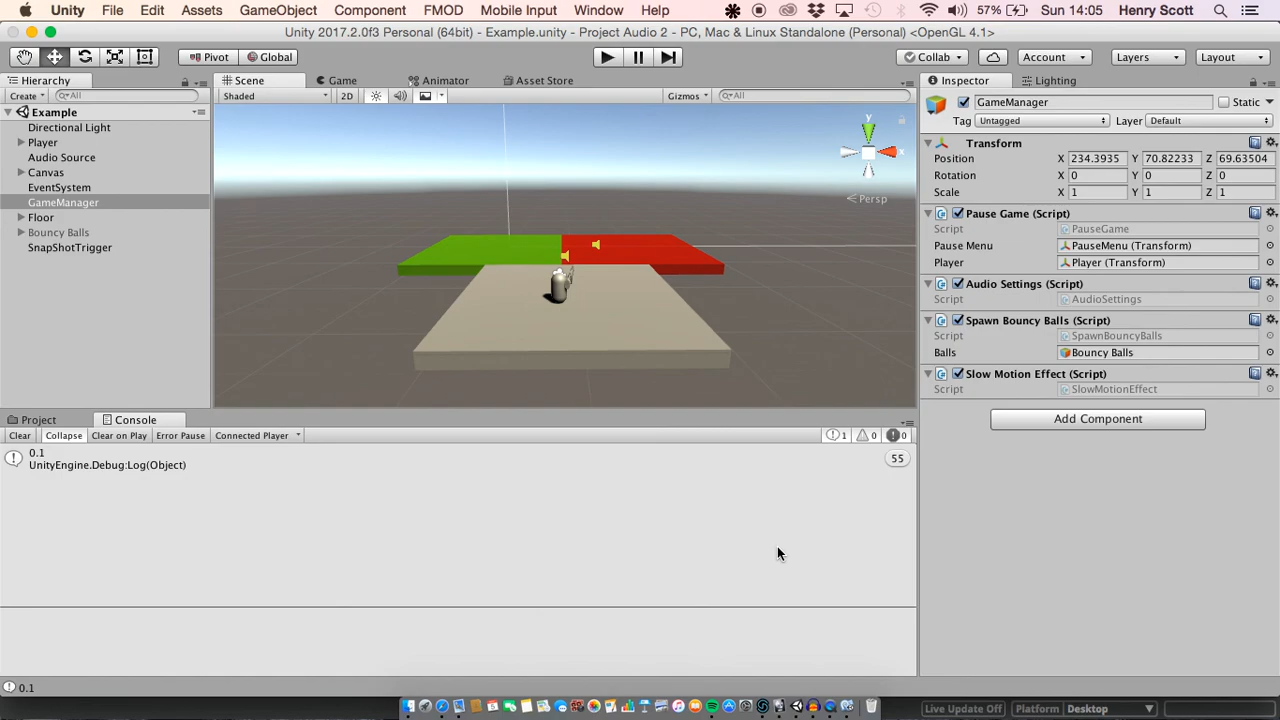 Unity File Edit Assets GameObject Component FMOD Mobile Input Window Help 57% Sun 14:05 Henry Scott
Unity 2017.2.0f3 Personal (64bit) - Example.unity - Project Audio 2 - PC, Mac & Linux Standalone (Personal) <OpenGL 4.1>
Pivot Global Collab Account Layers Layout
Hierarchy Scene Game Animator Asset Store Inspector Lighting
Create All Shaded 2D Gizmos All
Example
Directional Light
Player
Audio Source
Canvas
EventSystem
GameManager
Floor
Bouncy Balls
SnapShotTrigger
y
x
Persp
GameManager Static
Tag Untagged Layer Default
Transform
Position X 234.3935 Y 70.82233 Z 69.63504
Rotation X 0 Y 0 Z 0
Scale X 1 Y 1 Z 1
Pause Game (Script)
Script PauseGame
Pause Menu PauseMenu (Transform)
Player Player (Transform)
Audio Settings (Script)
Script AudioSettings
Spawn Bouncy Balls (Script)
Script SpawnBouncyBalls
Balls Bouncy Balls
Slow Motion Effect (Script)
Script SlowMotionEffect
Add Component
Project Console
Clear Collapse Clear on Play Error Pause Connected Player 1 0 0
0.1
UnityEngine.Debug:Log(Object) 55
0.1
Live Update Off Platform Desktop